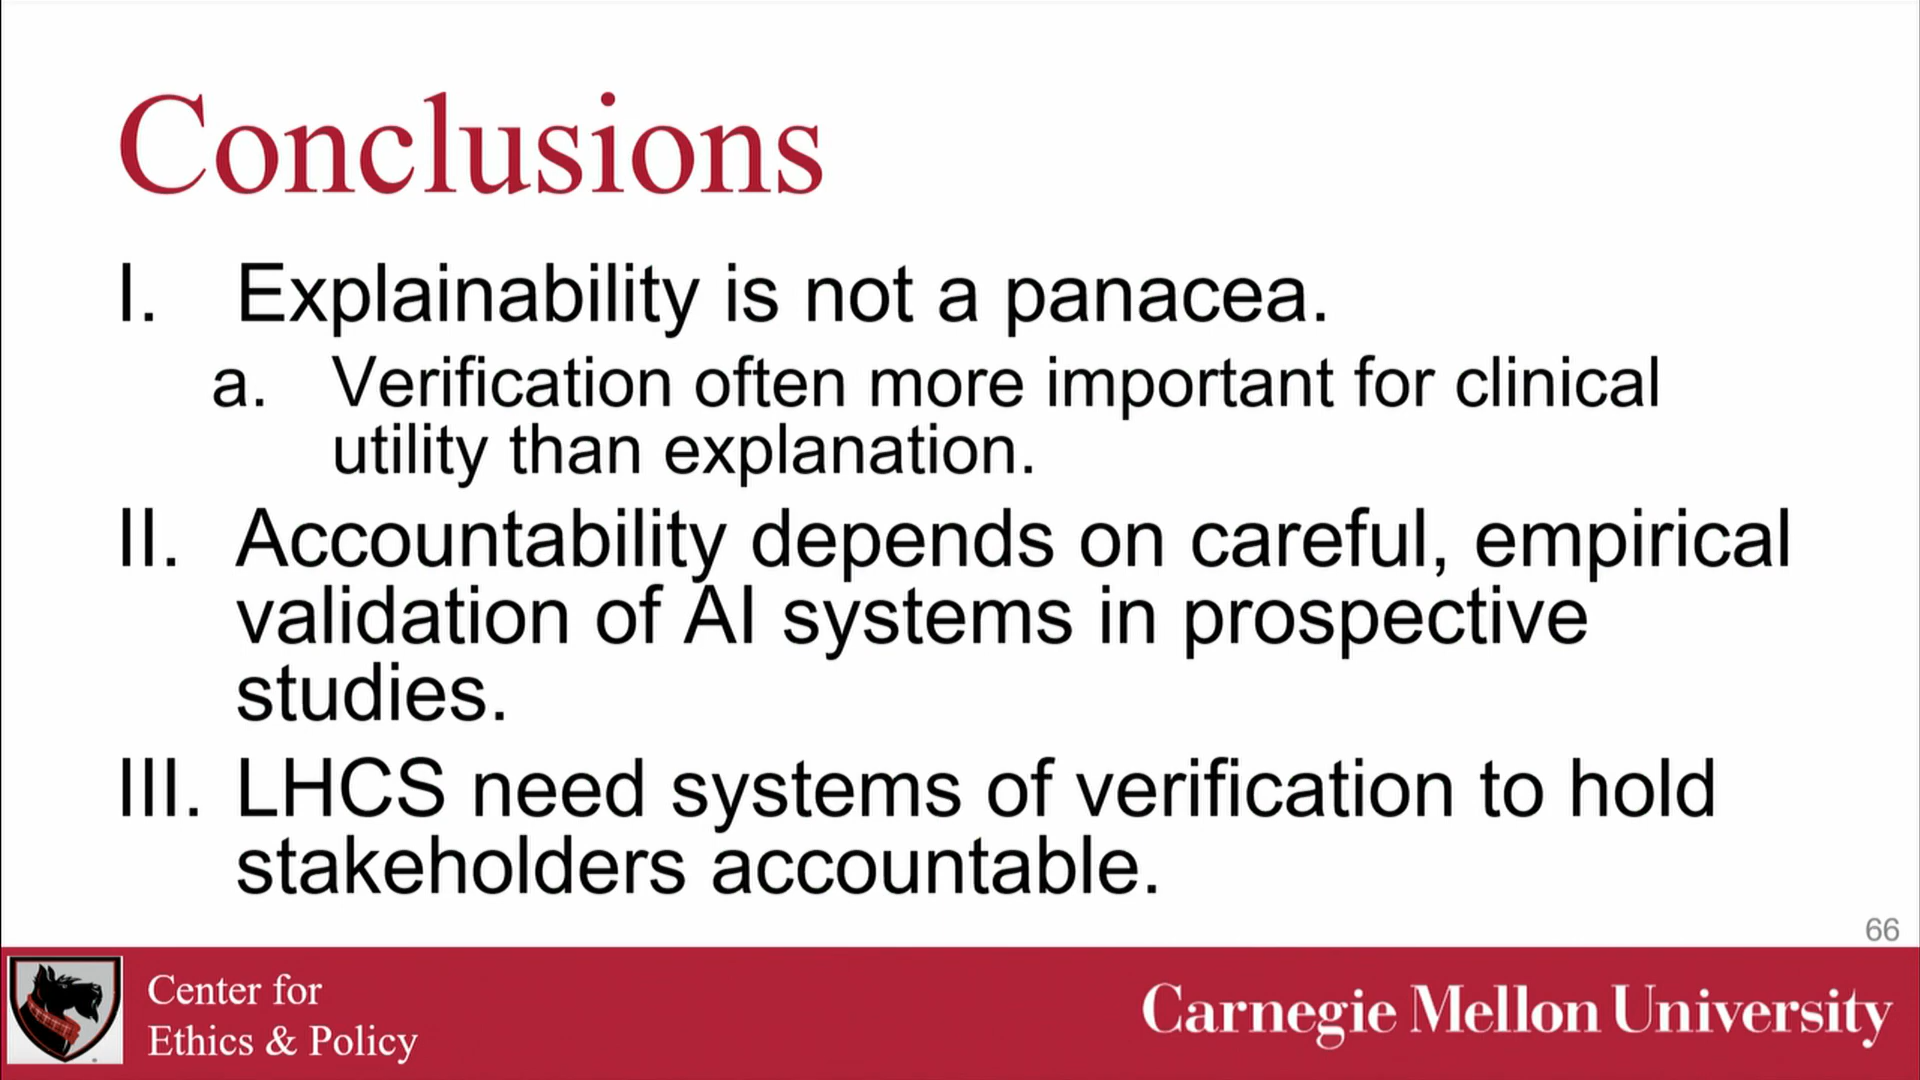 Conclusions
I. Explainability is not a panacea.
a. Verification often more important for clinical
utility than explanation.
II. Accountability depends on careful, empirical
validation of AI systems in prospective
studies.
III. LHCS need systems of verification to hold
stakeholders accountable.
66
Center for
Ethics & Policy
Carnegie Mellon University